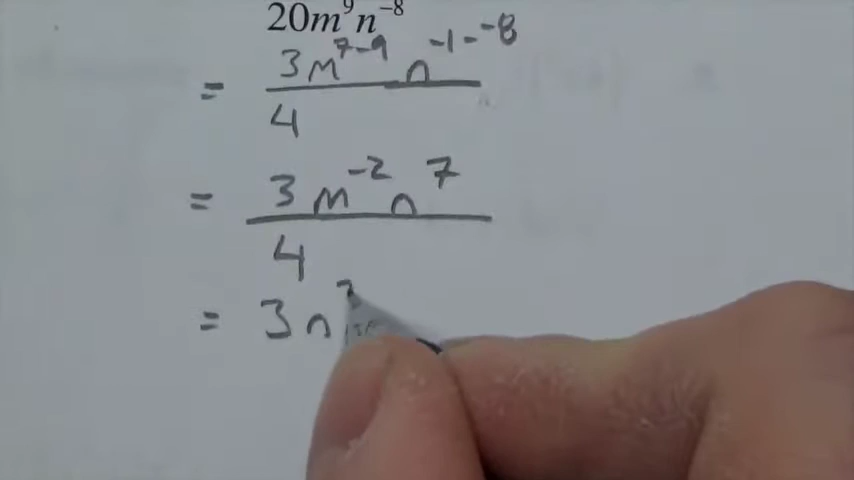 20m⁹n⁻⁸
= 3m⁷⁻⁹ n⁻¹⁻⁻⁸
4
= 3m⁻² n⁷
4
= 3n⁷